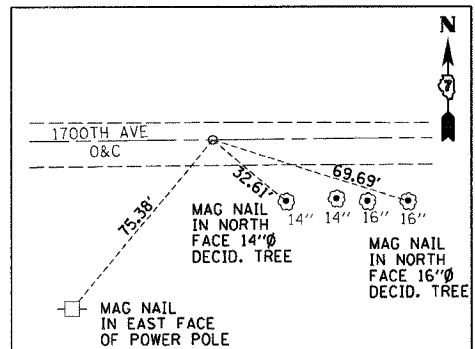 N
7
1700TH AVE
O&C
75.38'
32.61'
69.69'
14" 14" 16" 16"
MAG NAIL
IN NORTH
FACE 14"Ø
DECID. TREE
MAG NAIL
IN NORTH
FACE 16"Ø
DECID. TREE
MAG NAIL
IN EAST FACE
OF POWER POLE